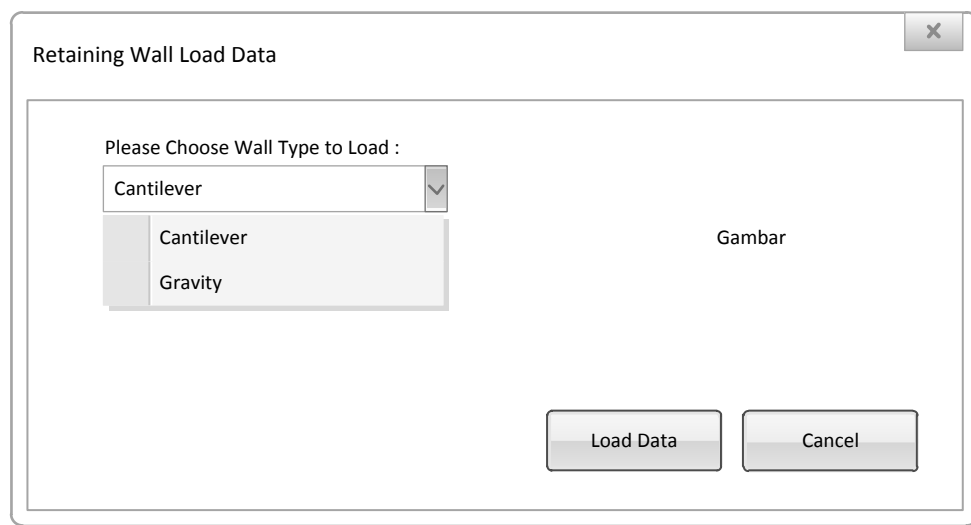 Retaining Wall Load Data
Please Choose Wall Type to Load :
Cantilever
Cantilever
Gravity
Gambar
Load Data
Cancel